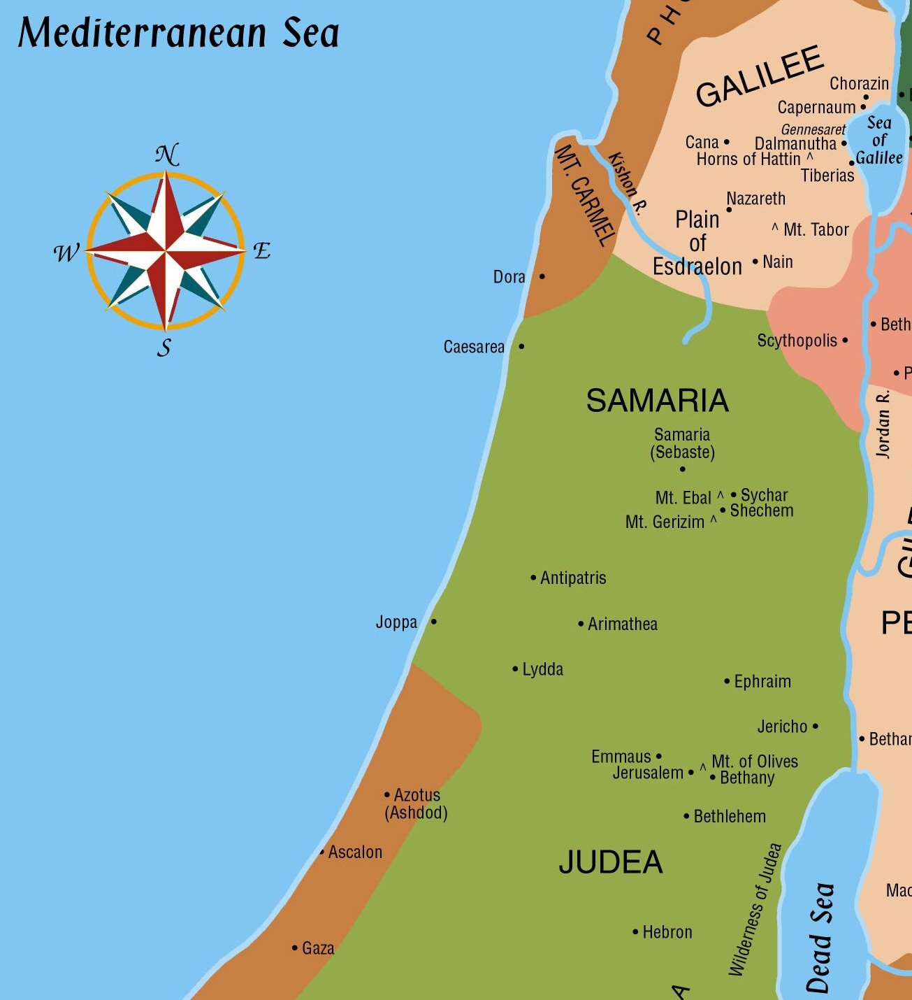 Mediterranean Sea
N
W
E
S
GALILEE
Chorazin
Capernaum
Gennesaret
Sea
of
Galilee
Cana
Dalmanutha
Horns of Hattin ^
Tiberias
MT. CARMEL
Kishon R.
Nazareth
Plain
of
Esdraelon
^ Mt. Tabor
Nain
Dora
Caesarea
Scythopolis
Jordan R.
SAMARIA
Samaria
(Sebaste)
Mt. Ebal ^
Sychar
Shechem
Mt. Gerizim ^
Antipatris
Joppa
Arimathea
Lydda
Ephraim
Jericho
Emmaus
^ Mt. of Olives
Jerusalem
Bethany
Azotus
(Ashdod)
Bethlehem
Ascalon
JUDEA
Wilderness of Judea
Dead Sea
Hebron
Gaza